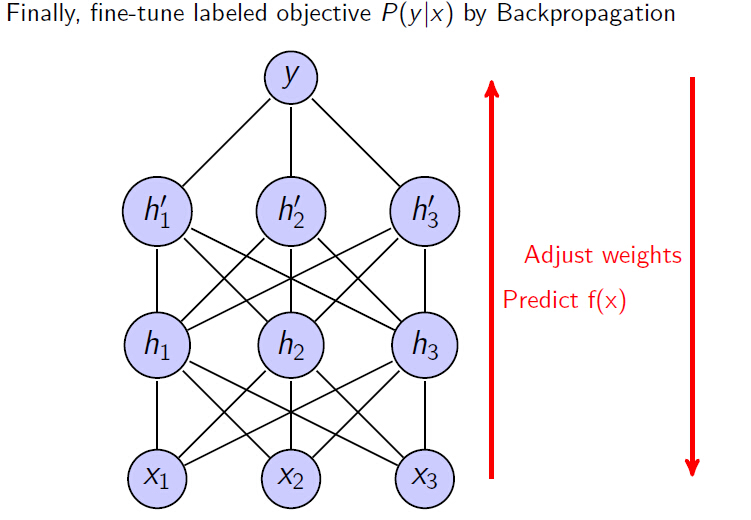 Finally, fine-tune labeled objective P(y|x) by Backpropagation
y
h′1 h′2 h′3
Adjust weights
Predict f(x)
h1 h2 h3
x1 x2 x3